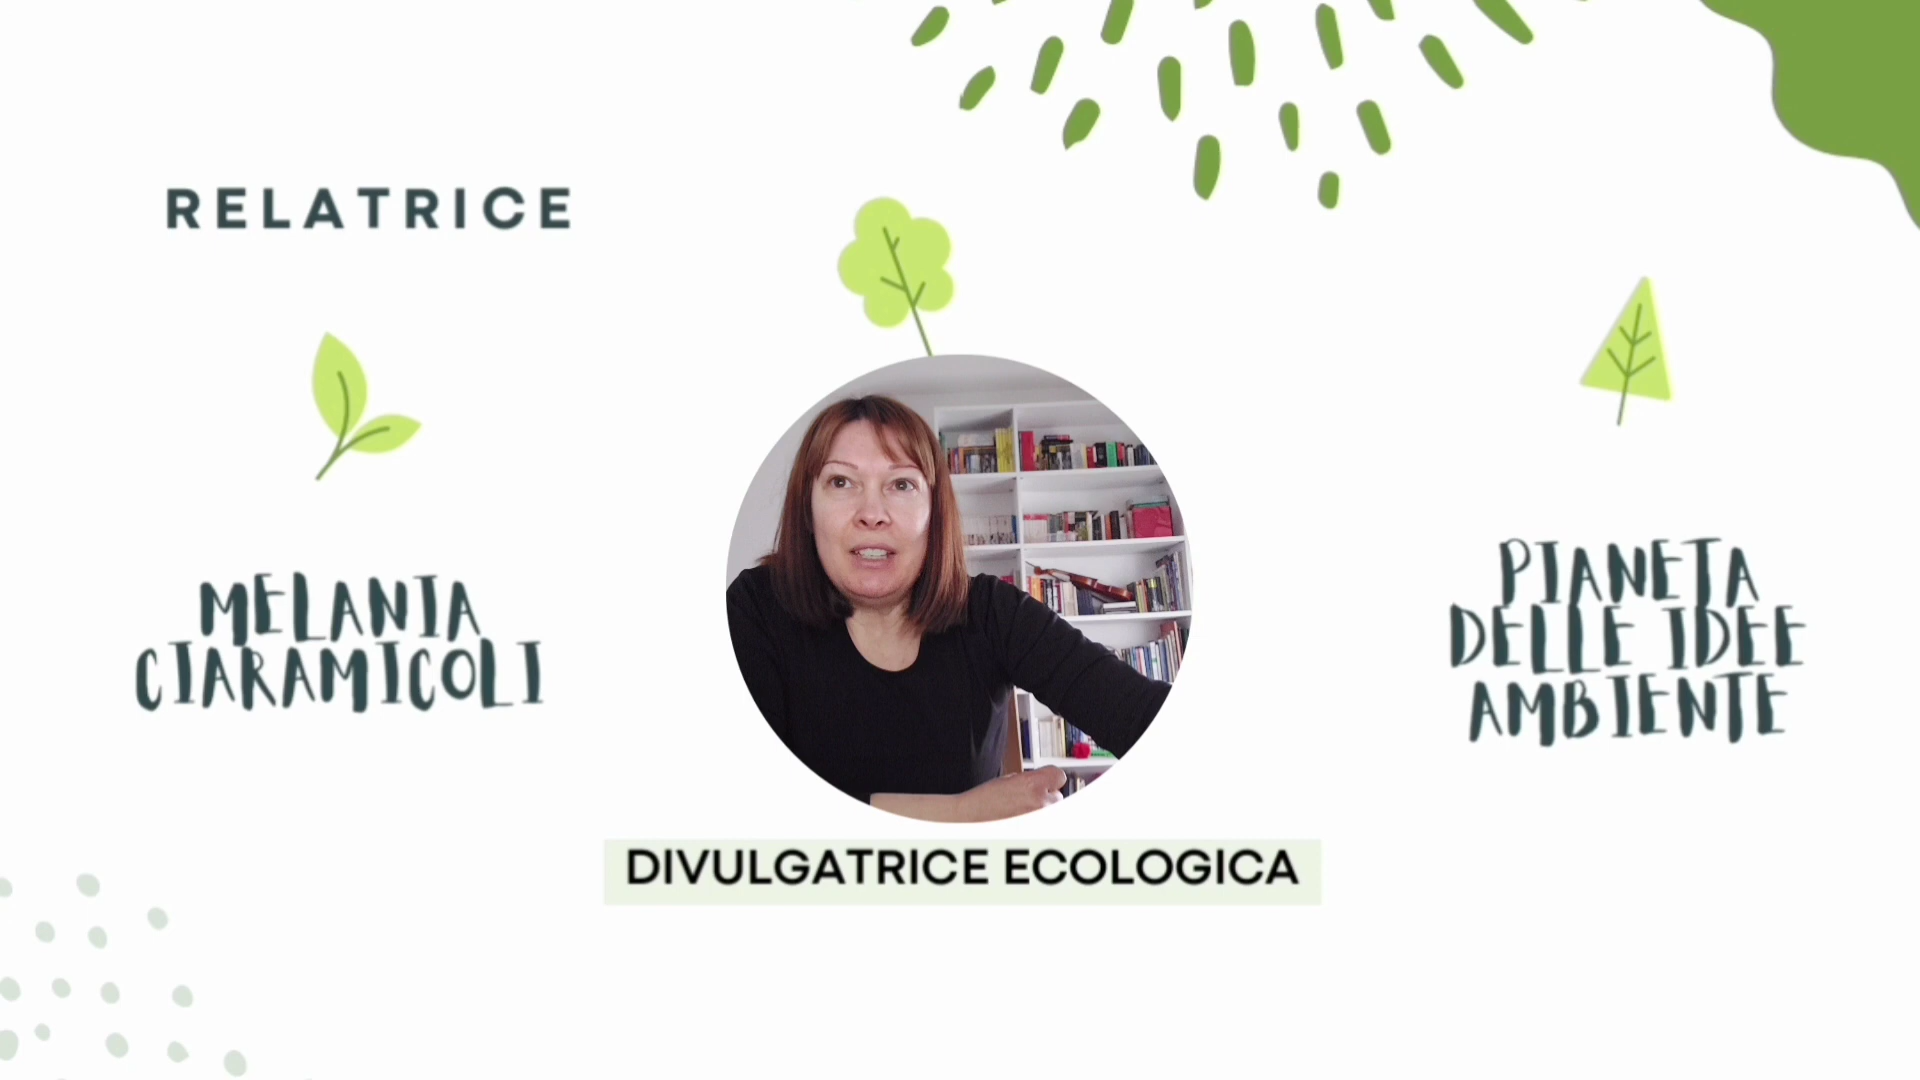 RELATRICE
MELANIA
CIARAMICOLI
PIANETA
DELLE IDEE
AMBIENTE
DIVULGATRICE ECOLOGICA